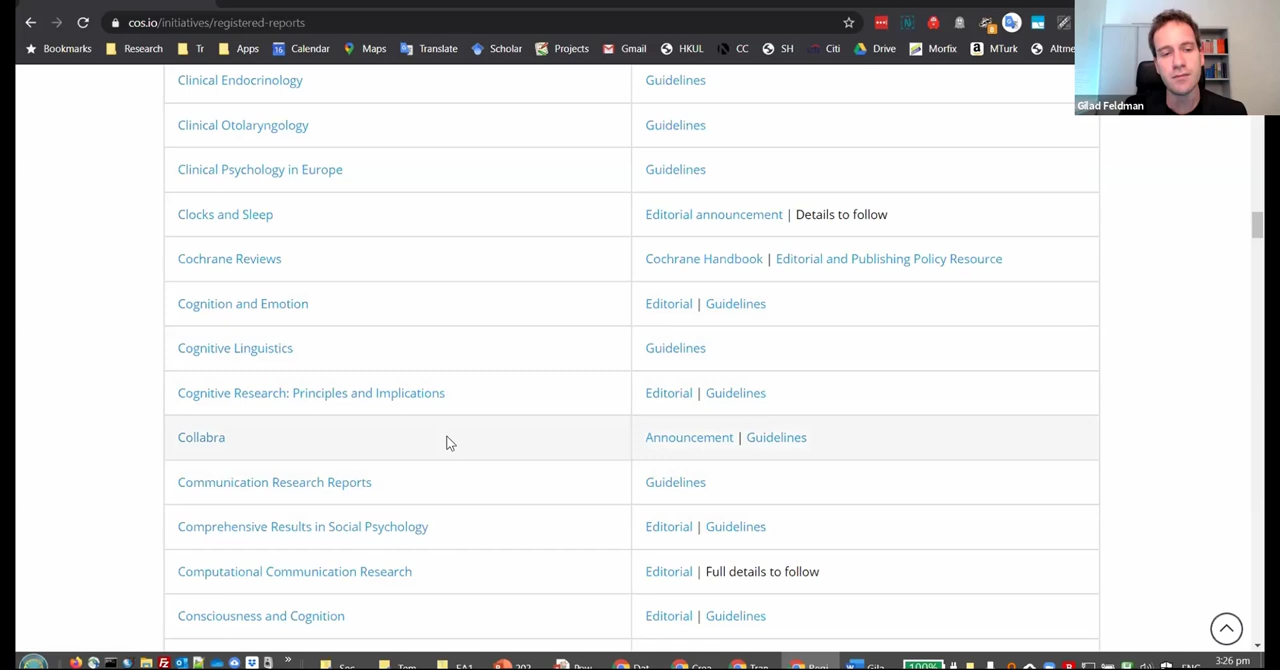 cos.io/initiatives/registered-reports
Bookmarks Research Tr Apps Calendar Maps Translate Scholar Projects Gmail HKUL CC SH Citi Drive Morfix MTurk Altme
Gilad Feldman
Clinical Endocrinology Guidelines
Clinical Otolaryngology Guidelines
Clinical Psychology in Europe Guidelines
Clocks and Sleep Editorial announcement | Details to follow
Cochrane Reviews Cochrane Handbook | Editorial and Publishing Policy Resource
Cognition and Emotion Editorial | Guidelines
Cognitive Linguistics Guidelines
Cognitive Research: Principles and Implications Editorial | Guidelines
Collabra Announcement | Guidelines
Communication Research Reports Guidelines
Comprehensive Results in Social Psychology Editorial | Guidelines
Computational Communication Research Editorial | Full details to follow
Consciousness and Cognition Editorial | Guidelines
100% 3:26 pm